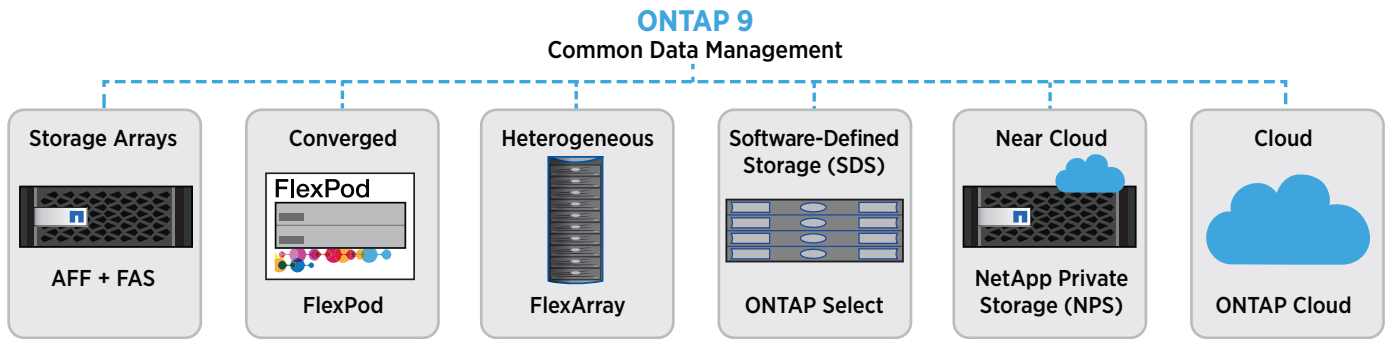 ONTAP 9
Common Data Management
Storage Arrays
AFF + FAS
Converged
FlexPod
FlexPod
Heterogeneous
FlexArray
Software-Defined
Storage (SDS)
ONTAP Select
Near Cloud
NetApp Private
Storage (NPS)
Cloud
ONTAP Cloud